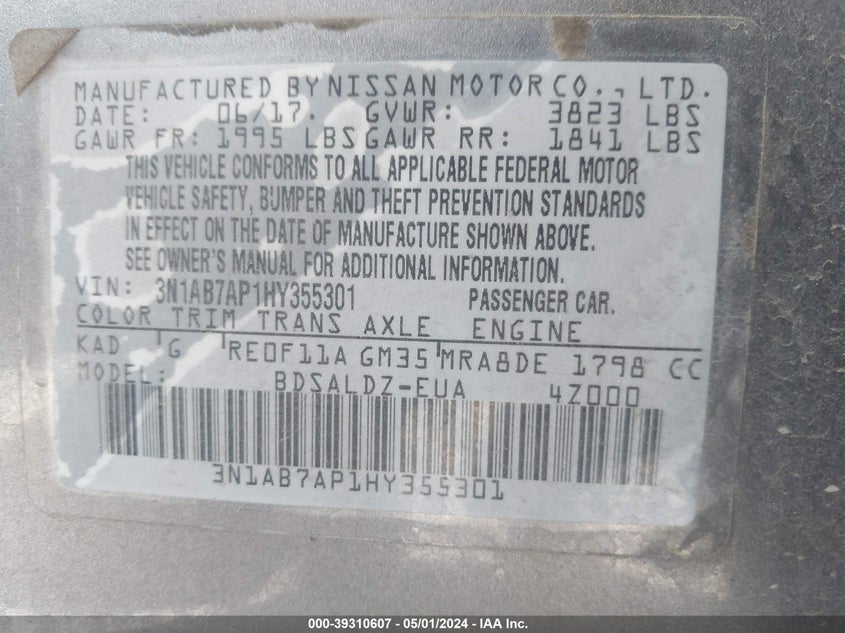 MANUFACTURED BY NISSAN MOTOR CO., LTD.
DATE: 06/17. GVWR: 3823 LBS
GAWR FR: 1995 LBS GAWR RR: 1841 LBS
THIS VEHICLE CONFORMS TO ALL APPLICABLE FEDERAL MOTOR
VEHICLE SAFETY, BUMPER AND THEFT PREVENTION STANDARDS
IN EFFECT ON THE DATE OF MANUFACTURE SHOWN ABOVE.
SEE OWNER'S MANUAL FOR ADDITIONAL INFORMATION.
VIN: 3N1AB7AP1HY355301 PASSENGER CAR.
COLOR TRIM TRANS AXLE ENGINE
KAD G RE0F11A GM35 MRA8DE 1798 CC
MODEL: BDSALDZ-EUA 4Z000
3N1AB7AP1HY355301
000-39310607 - 05/01/2024 - IAA Inc.